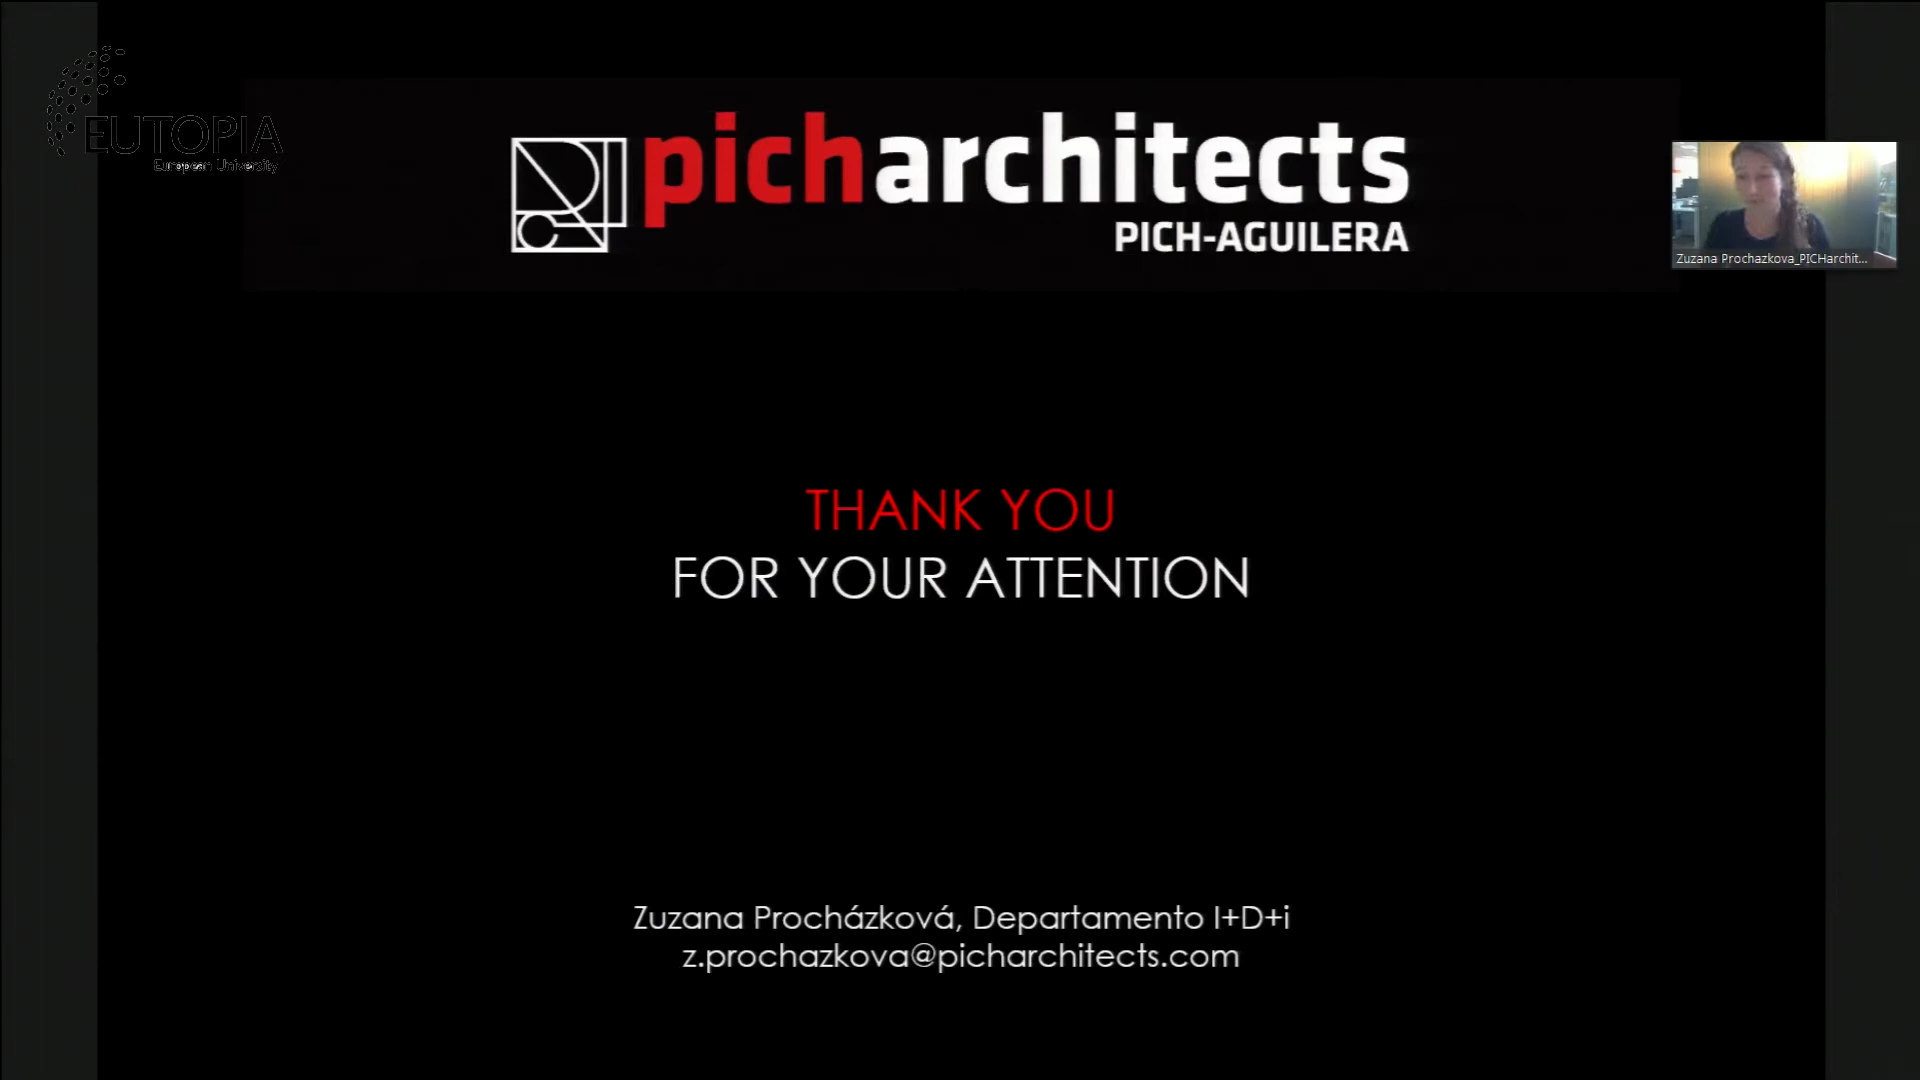 EUTOPIA
European University
picharchitects
PICH-AGUILERA
Zuzana Prochazkova_PICHarchit...
THANK YOU
FOR YOUR ATTENTION
Zuzana Procházková, Departamento I+D+i
z.prochazkova@picharchitects.com